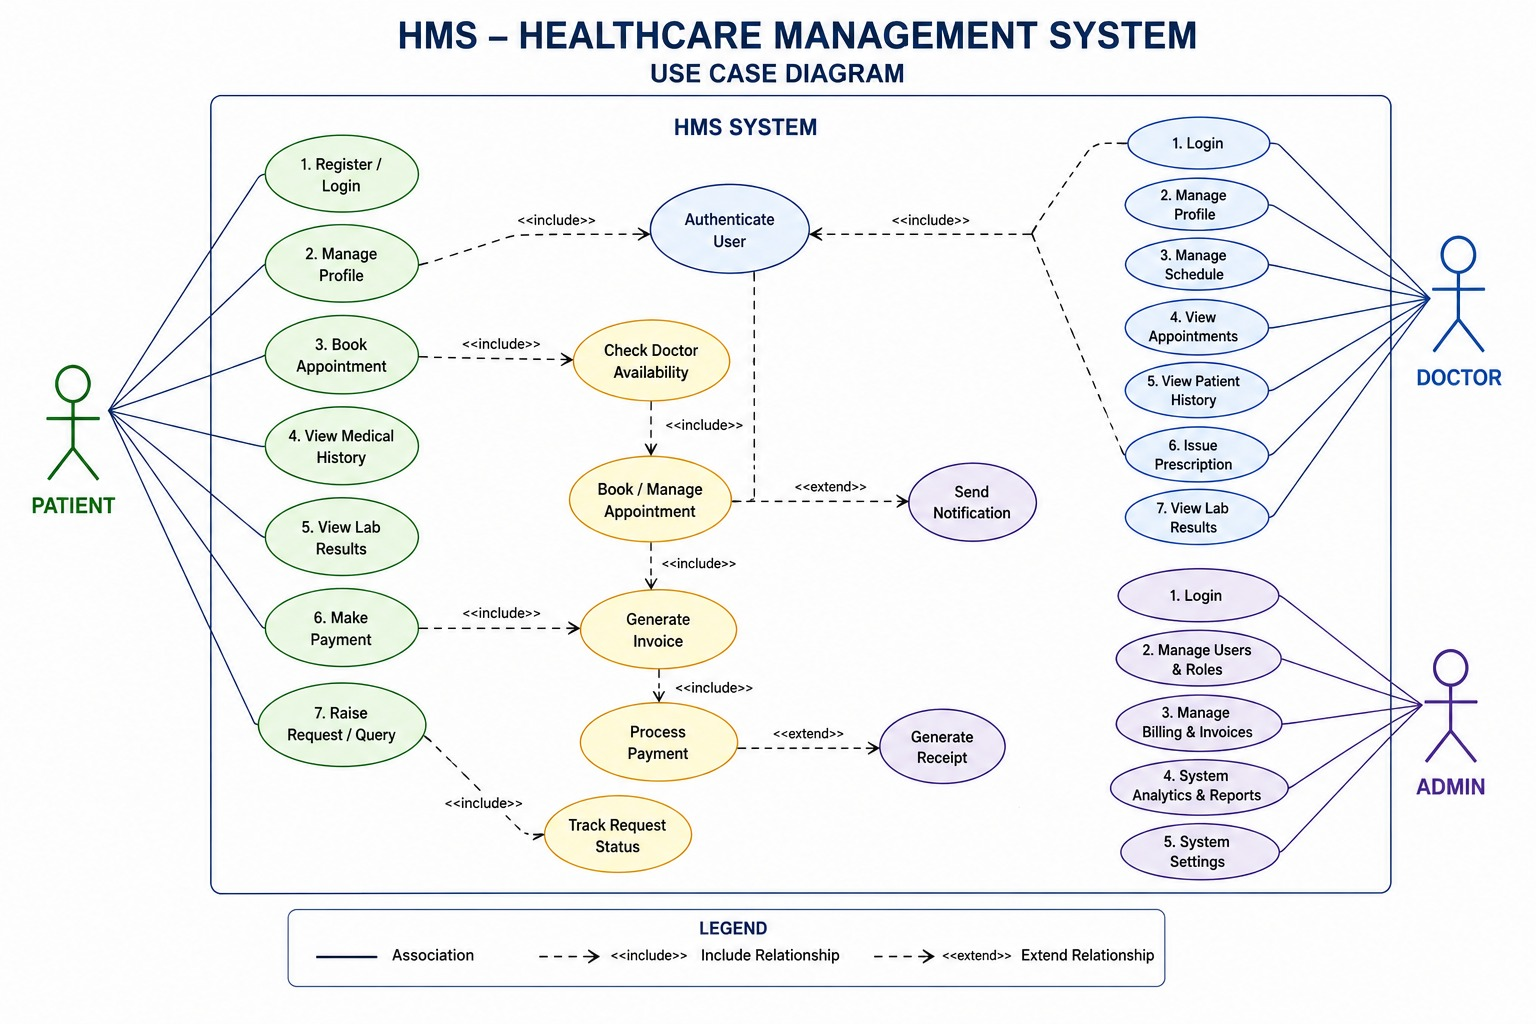 HMS – HEALTHCARE MANAGEMENT SYSTEM
USE CASE DIAGRAM
HMS SYSTEM
1. Register /
Login
2. Manage
Profile
3. Book
Appointment
4. View Medical
History
5. View Lab
Results
6. Make
Payment
7. Raise
Request / Query
PATIENT
<<include>>
Authenticate
User
<<include>>
<<include>>
Check Doctor
Availability
<<include>>
Book / Manage
Appointment
<<extend>>
Send
Notification
<<include>>
<<include>>
Generate
Invoice
<<include>>
Process
Payment
<<extend>>
Generate
Receipt
<<include>>
Track Request
Status
1. Login
2. Manage
Profile
3. Manage
Schedule
4. View
Appointments
5. View Patient
History
6. Issue
Prescription
7. View Lab
Results
DOCTOR
1. Login
2. Manage Users
& Roles
3. Manage
Billing & Invoices
4. System
Analytics & Reports
5. System
Settings
ADMIN
LEGEND
Association
<<include>> Include Relationship
<<extend>> Extend Relationship